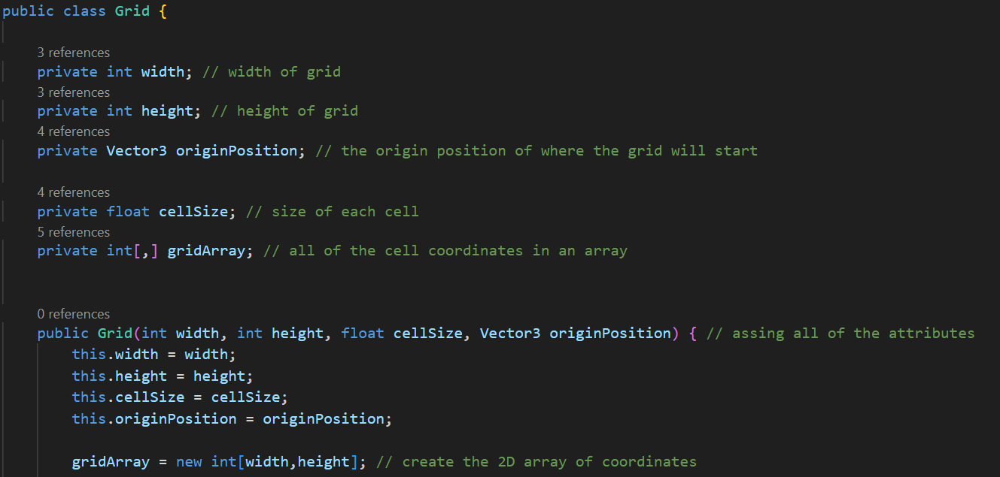 public class Grid {
3 references
private int width; // width of grid
3 references
private int height; // height of grid
4 references
private Vector3 originPosition; // the origin position of where the grid will start
4 references
private float cellSize; // size of each cell
5 references
private int[,] gridArray; // all of the cell coordinates in an array
0 references
public Grid(int width, int height, float cellSize, Vector3 originPosition) { // assing all of the attributes
this.width = width;
this.height = height;
this.cellSize = cellSize;
this.originPosition = originPosition;
gridArray = new int[width,height]; // create the 2D array of coordinates